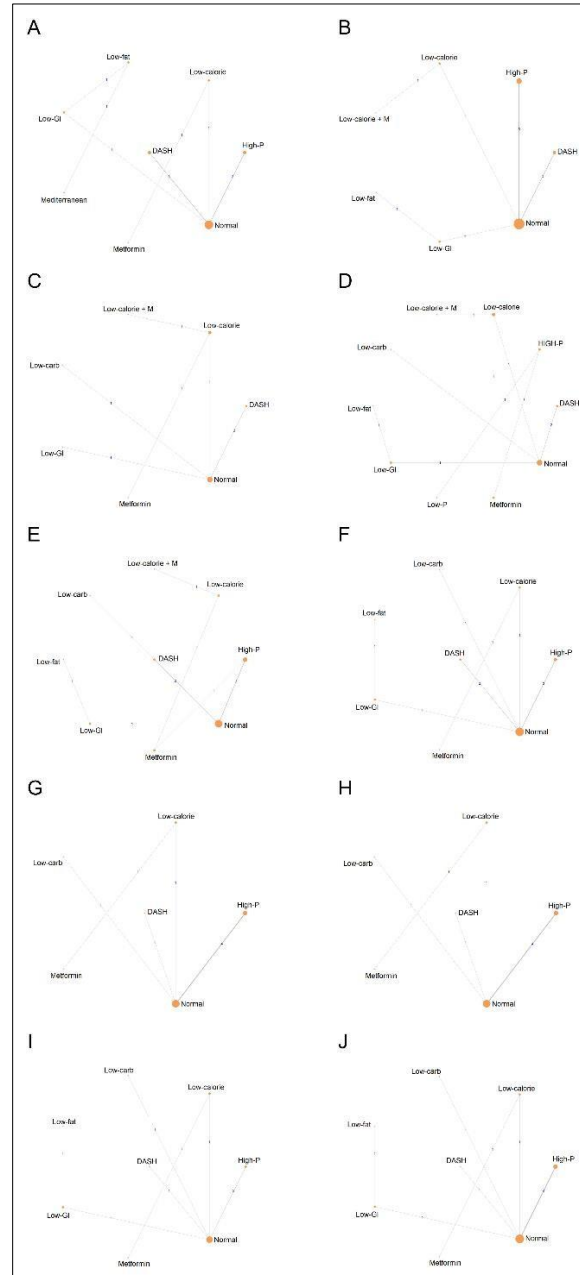 A
Low-fat
Low-calorie
Low-GI
DASH
High-P
Mediterranean
Normal
Metformin
B
Low-calorie
High-P
Low-calorie + M
DASH
Low-fat
Normal
Low-GI
C
Low-calorie + M
Low-calorie
Low-carb
DASH
Low-GI
Normal
Metformin
D
Low-calorie + M
Low-calorie
Low-carb
HIGH-P
Low-fat
DASH
Low-GI
Normal
Low-P
Metformin
E
Low-calorie + M
Low-carb
Low-calorie
Low-fat
DASH
High-P
Low-GI
Normal
Metformin
F
Low-carb
Low-calorie
Low-fat
DASH
High-P
Low-GI
Normal
Metformin
G
Low-calorie
Low-carb
DASH
High-P
Metformin
Normal
H
Low-calorie
Low-carb
DASH
High-P
Metformin
Normal
I
Low-carb
Low-calorie
Low-fat
DASH
High-P
Low-GI
Normal
Metformin
J
Low-carb
Low-calorie
Low-fat
DASH
High-P
Low-GI
Normal
Metformin